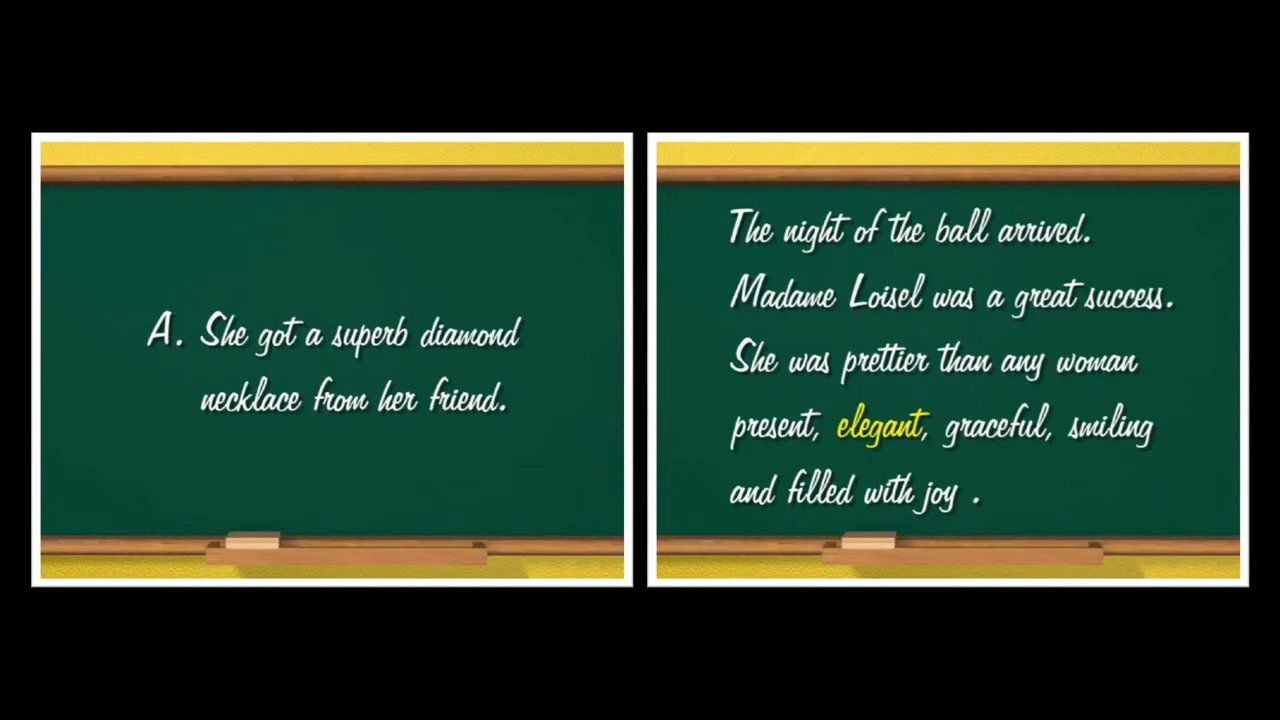 A. She got a superb diamond
necklace from her friend.
The night of the ball arrived.
Madame Loisel was a great success.
She was prettier than any woman
present, elegant, graceful, smiling
and filled with joy .